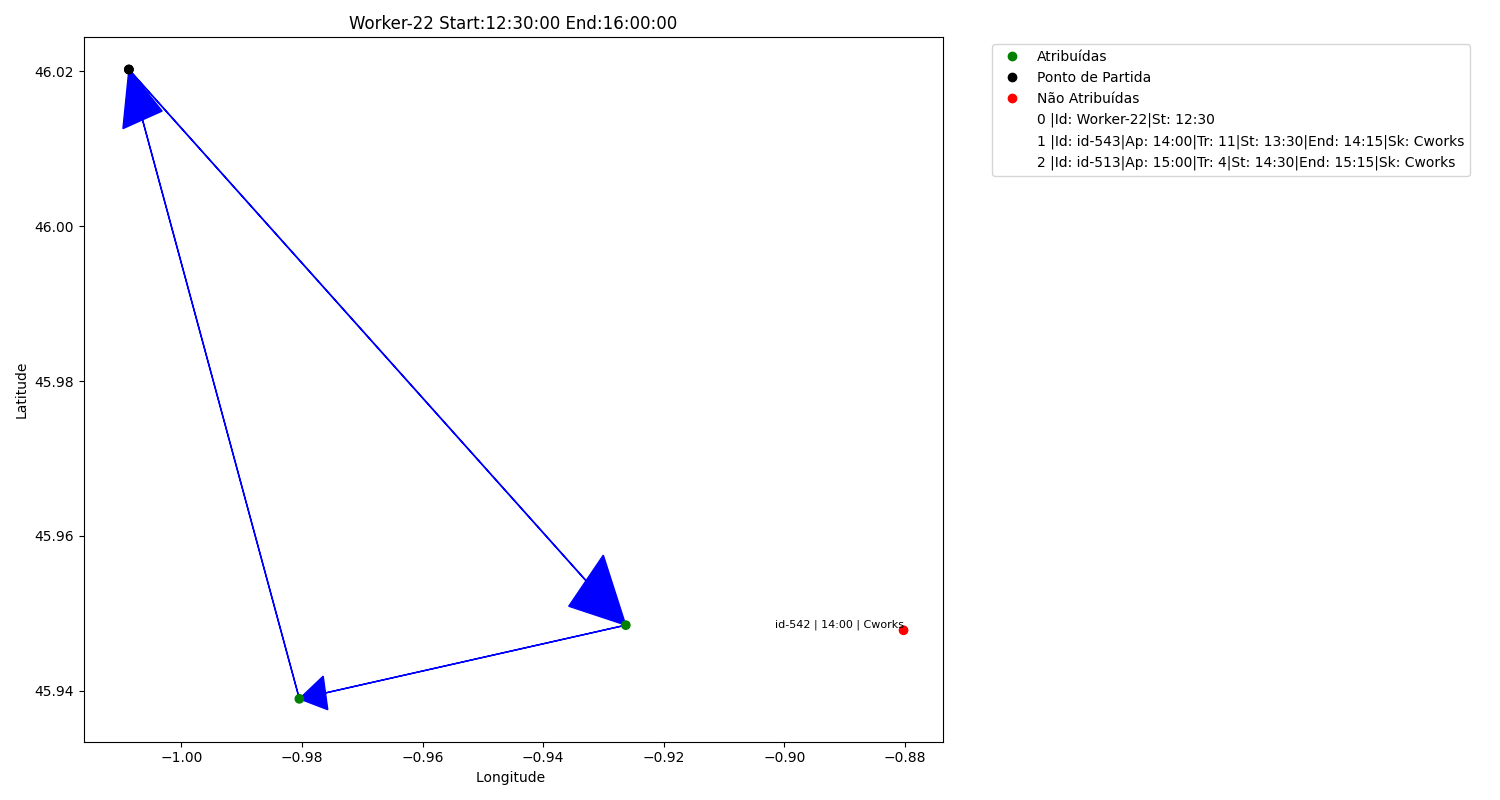 Worker-22 Start:12:30:00 End:16:00:00
Atribuídas
Ponto de Partida
Não Atribuídas
0 |Id: Worker-22|St: 12:30
1 |Id: id-543|Ap: 14:00|Tr: 11|St: 13:30|End: 14:15|Sk: Cworks
2 |Id: id-513|Ap: 15:00|Tr: 4|St: 14:30|End: 15:15|Sk: Cworks
46.02
46.00
45.98
45.96
45.94
Latitude
id-542 | 14:00 | Cworks
−1.00
−0.98
−0.96
−0.94
−0.92
−0.90
−0.88
Longitude